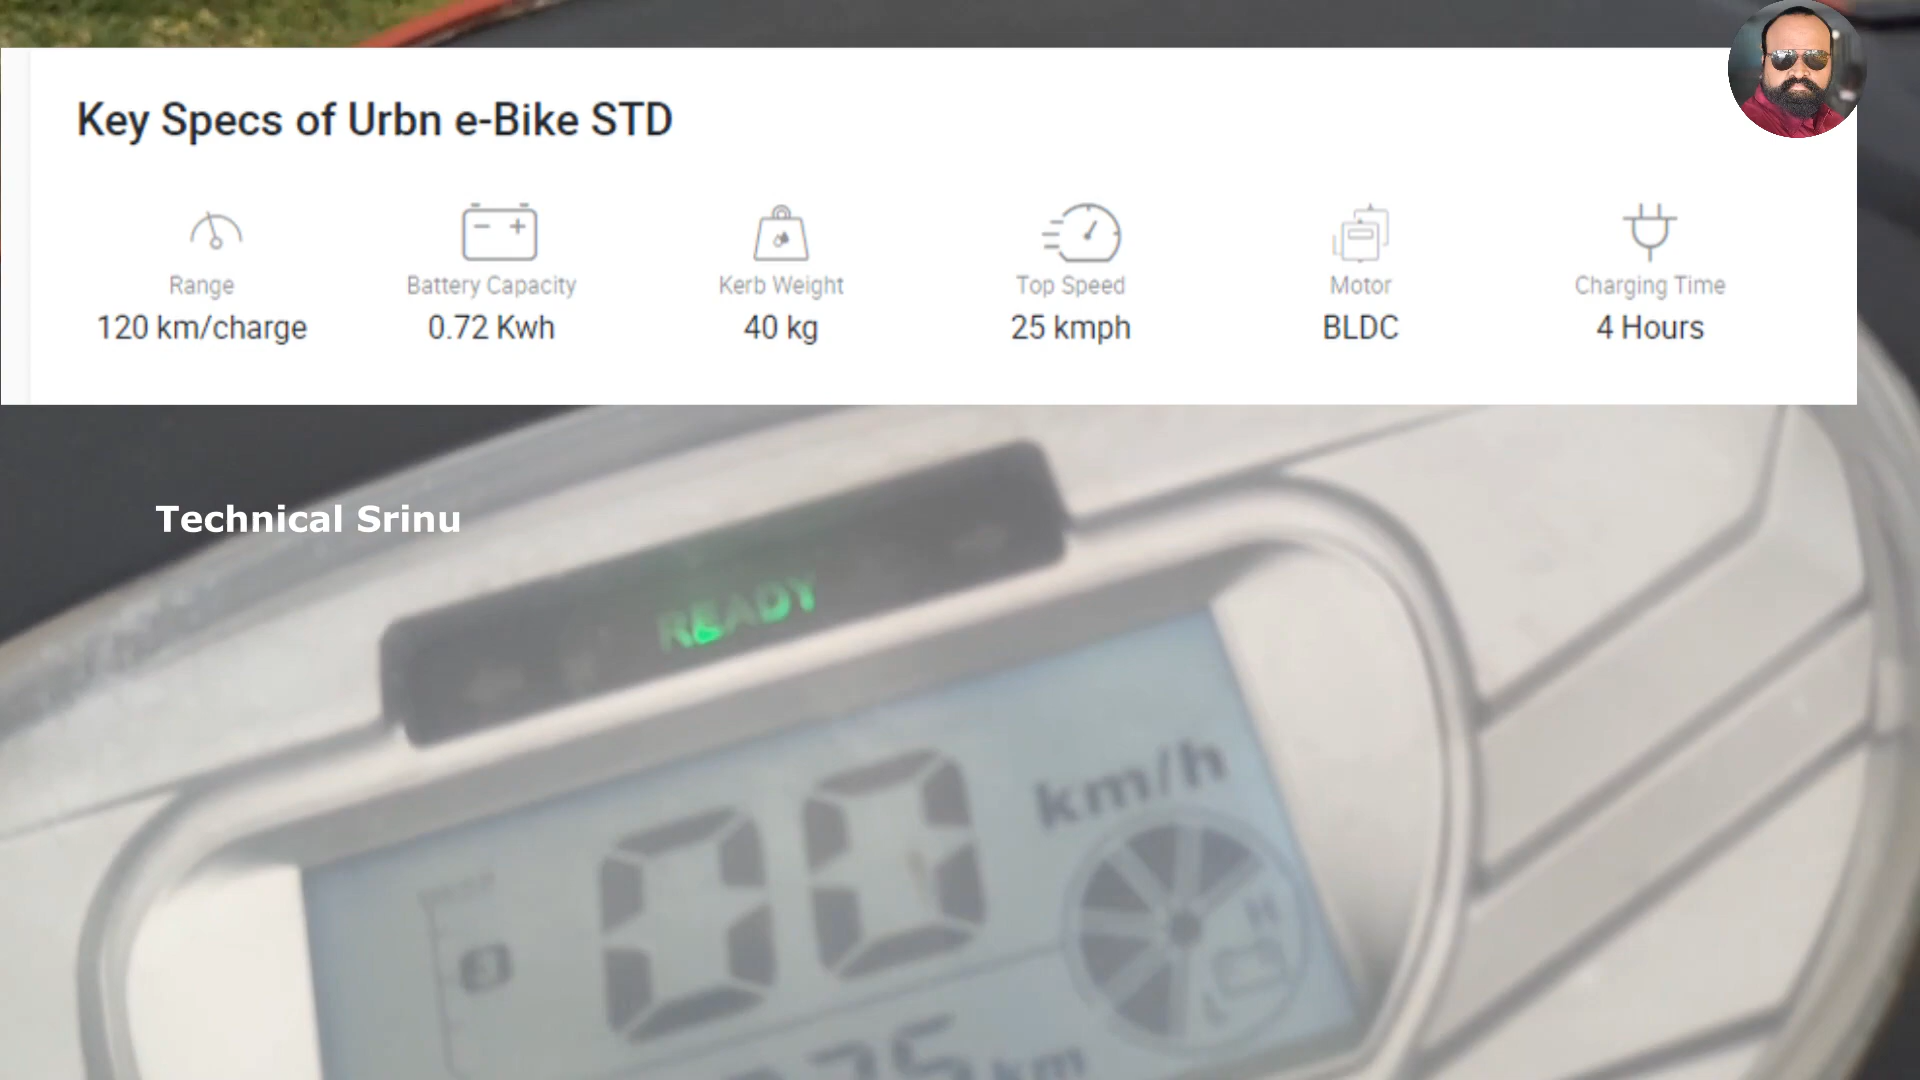 Key Specs of Urbn e-Bike STD
Range
Battery Capacity
Kerb Weight
Top Speed
Motor
Charging Time
120 km/charge
0.72 Kwh
40 kg
25 kmph
BLDC
4 Hours
Technical Srinu
READY
00 km/h
km